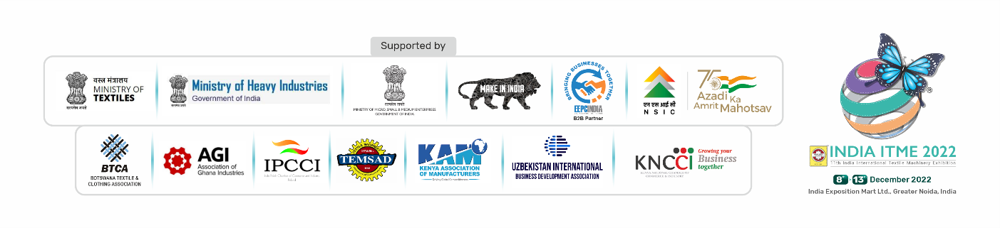 Supported by
वस्त्र मंत्रालय
MINISTRY OF
TEXTILES
सत्यमेव जयते
Ministry of Heavy Industries
Government of India
सत्यमेव जयते
सत्यमेव जयते
MINISTRY OF MICRO, SMALL & MEDIUM ENTERPRISES
GOVERNMENT OF INDIA
MAKE IN INDIA
BRINGING BUSINESSES TOGETHER
EEPC INDIA
B2B Partner
एन एस आई सी
N S I C
75
Azadi Ka
Amrit Mahotsav
BTCA
BOTSWANA TEXTILE &
CLOTHING ASSOCIATION
AGI
Association of
Ghana Industries
IPCCI
TEMSAD
KAM
KENYA ASSOCIATION
OF MANUFACTURERS
UZBEKISTAN INTERNATIONAL
BUSINESS DEVELOPMENT ASSOCIATION
KNCCI
KENYA NATIONAL CHAMBER OF
COMMERCE & INDUSTRY
Growing your
Business
together
®
INDIA ITME 2022
11th India International Textile Machinery Exhibition
8th - 13th December 2022
India Exposition Mart Ltd., Greater Noida, India